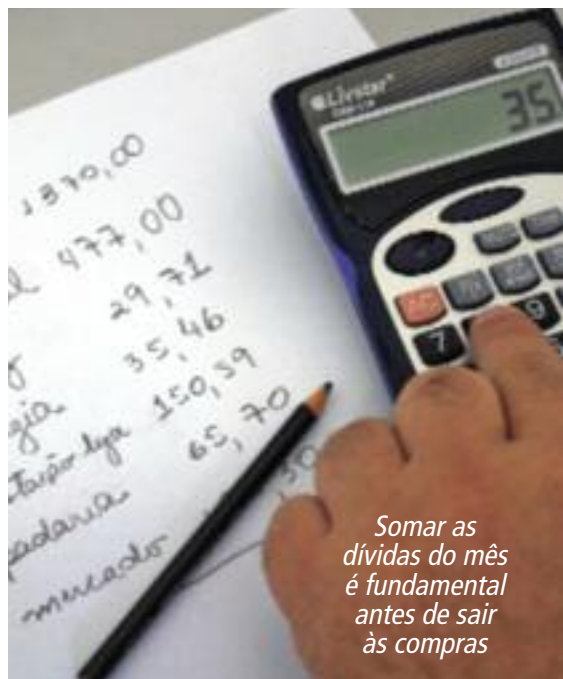 Livstar
35
1370,00
477,00
29,71
35,46
150,59
padaria 65,70
mercado
7
9
Somar as
dívidas do mês
é fundamental
antes de sair
às compras